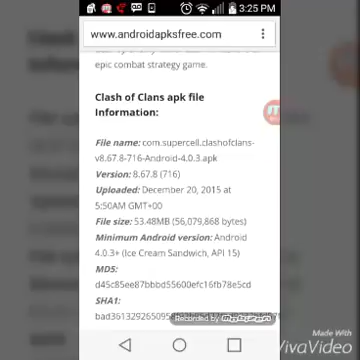 3:25 PM
www.androidapksfree.com
epic combat strategy game.
Clash of Clans apk file
Information:
File name: com.supercell.clashofclans-
v8.67.8-716-Android-4.0.3.apk
Version: 8.67.8 (716)
Uploaded: December 20, 2015 at
5:50AM GMT+00
File size: 53.48MB (56,079,868 bytes)
Minimum Android version: Android
4.0.3+ (Ice Cream Sandwich, API 15)
MD5:
d45c85ee87bbbd55600efc16fb78e5cd
SHA1:
Recorded by
Made With
VivaVideo